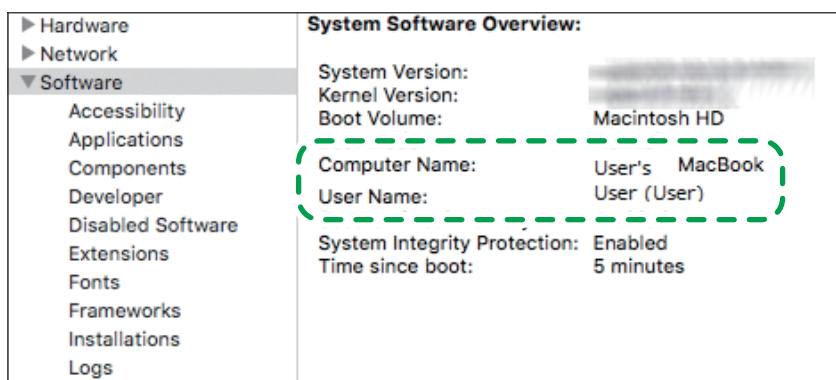 Hardware
Network
Software
Accessibility
Applications
Components
Developer
Disabled Software
Extensions
Fonts
Frameworks
Installations
Logs
System Software Overview:
System Version:
Kernel Version:
Boot Volume: Macintosh HD
Computer Name: User's MacBook
User Name: User (User)
System Integrity Protection: Enabled
Time since boot: 5 minutes